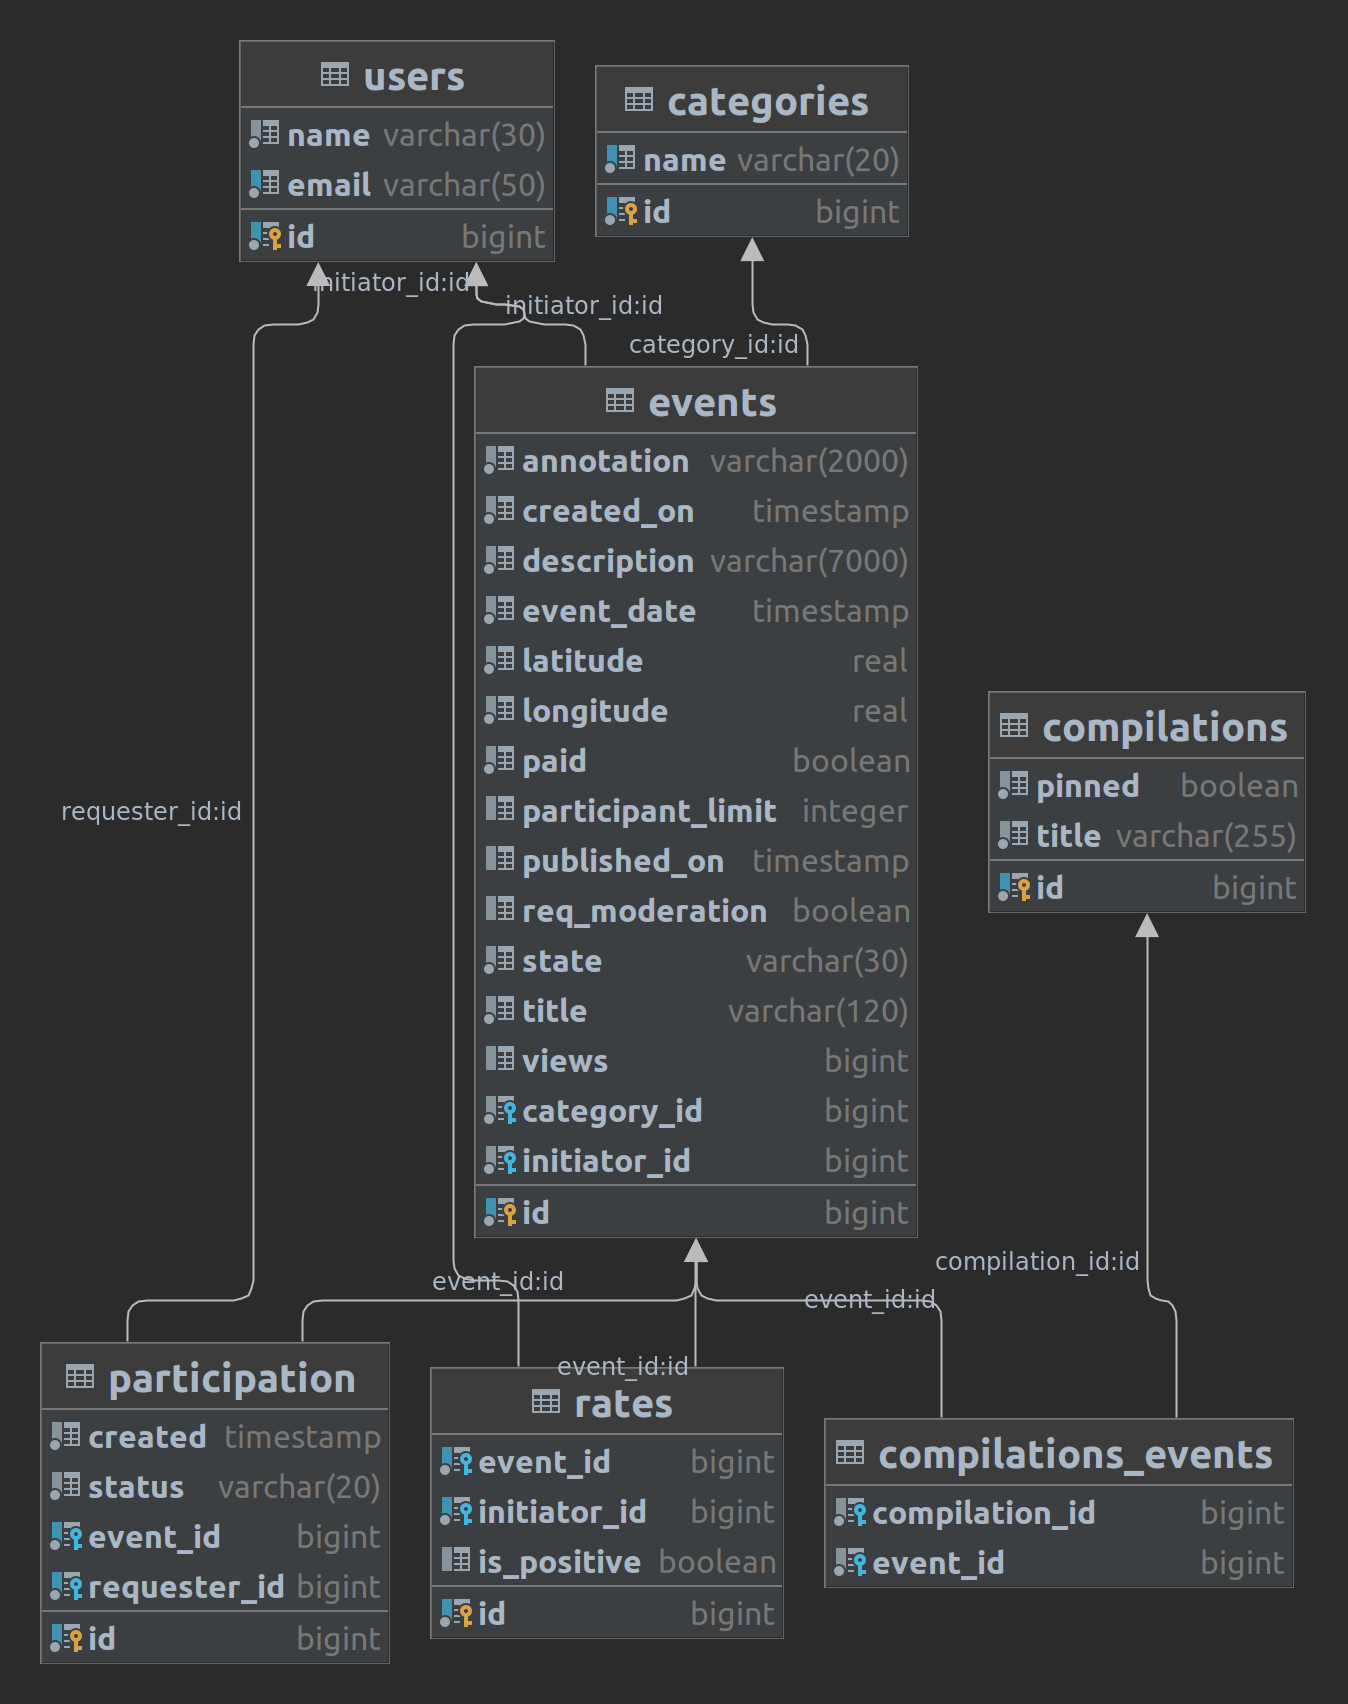 users
name varchar(30)
email varchar(50)
id bigint
categories
name varchar(20)
id bigint
initiator_id:id
initiator_id:id
category_id:id
events
annotation varchar(2000)
created_on timestamp
description varchar(7000)
event_date timestamp
latitude real
longitude real
paid boolean
participant_limit integer
published_on timestamp
req_moderation boolean
state varchar(30)
title varchar(120)
views bigint
category_id bigint
initiator_id bigint
id bigint
compilations
pinned boolean
title varchar(255)
id bigint
requester_id:id
compilation_id:id
event_id:id
event_id:id
event_id:id
participation
created timestamp
status varchar(20)
event_id bigint
requester_id bigint
id bigint
rates
event_id bigint
initiator_id bigint
is_positive boolean
id bigint
compilations_events
compilation_id bigint
event_id bigint